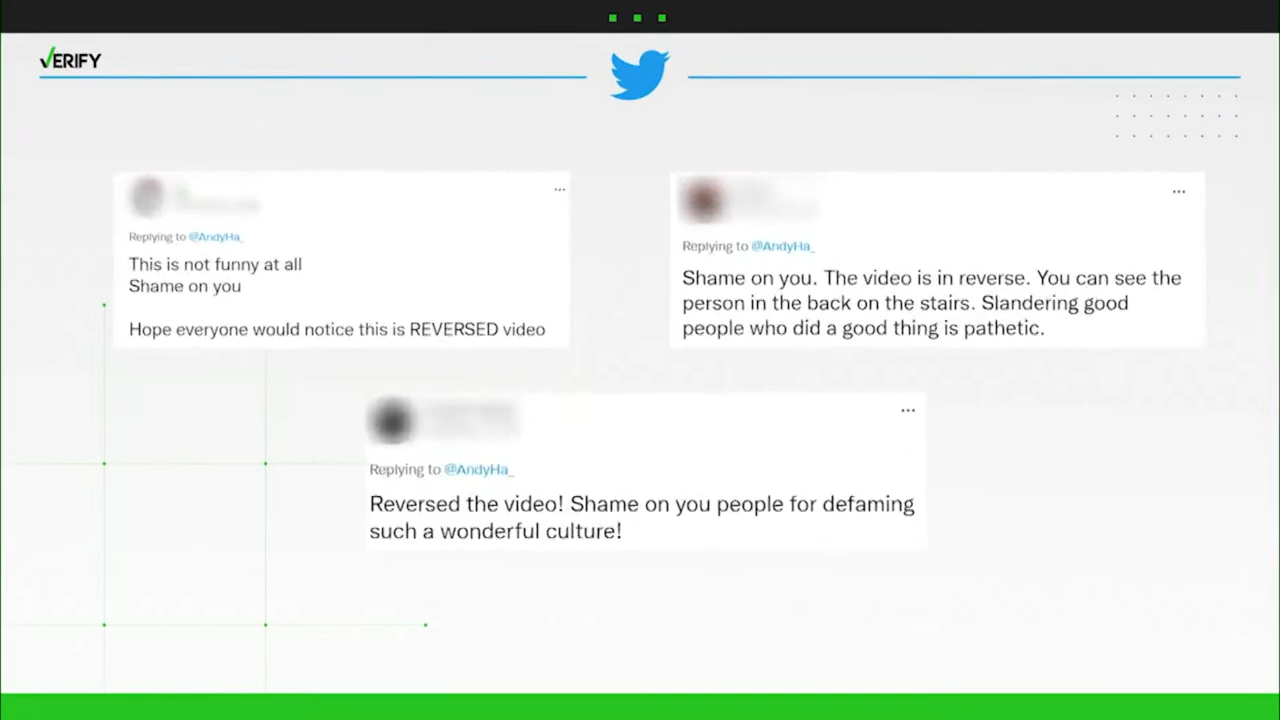 VERIFY
Replying to @AndyHa_
This is not funny at all
Shame on you
Hope everyone would notice this is REVERSED video
Replying to @AndyHa_
Shame on you. The video is in reverse. You can see the
person in the back on the stairs. Slandering good
people who did a good thing is pathetic.
Replying to @AndyHa_
Reversed the video! Shame on you people for defaming
such a wonderful culture!